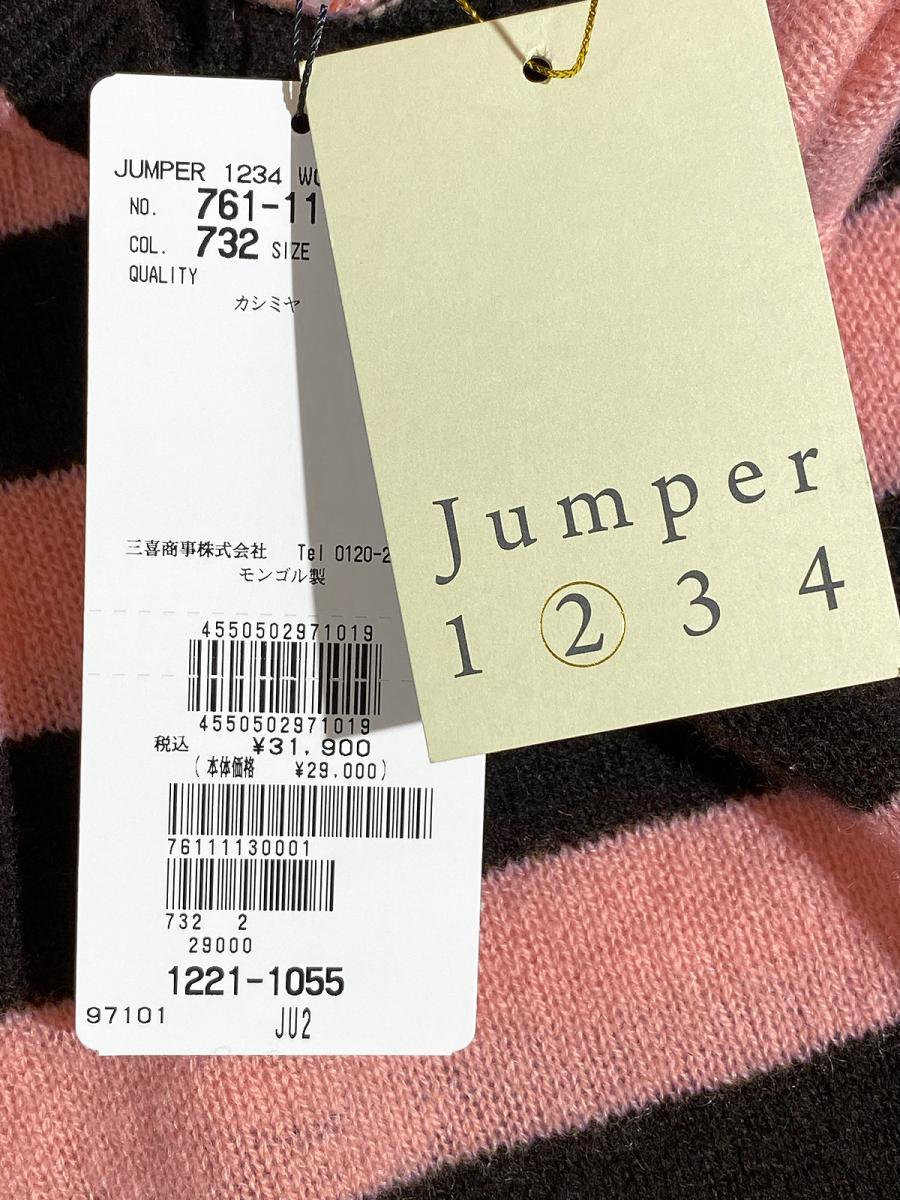 JUMPER 1234
NO. 761-11
COL. 732 SIZE
QUALITY
カシミヤ
三喜商事株式会社 Tel 0120-2
モンゴル製
4550502971019
4550502971019
税込 ¥31,900
(本体価格 ¥29,000)
76111130001
732 2
29000
1221-1055
97101 JU2
Jumper
1 2 3 4